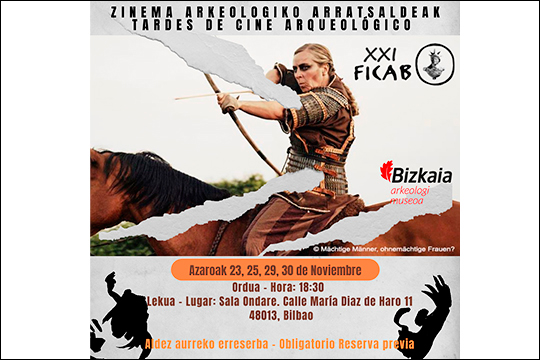 ZINEMA ARKEOLOGIKO ARRATSALDEAK
TARDES DE CINE ARQUEOLÓGICO
XXI
FICAB
Bizkaia
arkeologi
museoa
© Mächtige Männer, ohnemächtige Frauen?
Azaroak 23, 25, 29, 30 de Noviembre
Ordua - Hora: 18:30
Lekua - Lugar: Sala Ondare. Calle María Diaz de Haro 11
48013, Bilbao
Aldez aurreko erreserba - Obligatorio Reserva previa